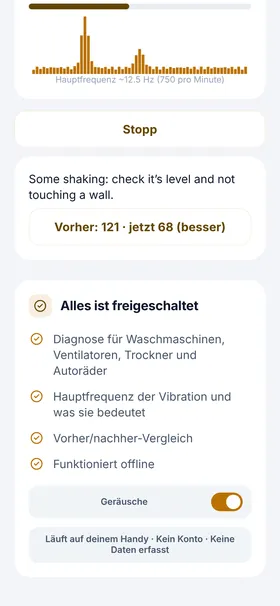 Hauptfrequenz ~12.5 Hz (750 pro Minute)
Stopp
Some shaking: check it's level and not
touching a wall.
Vorher: 121 · jetzt 68 (besser)
Alles ist freigeschaltet
Diagnose für Waschmaschinen,
Ventilatoren, Trockner und
Autoräder
Hauptfrequenz der Vibration und
was sie bedeutet
Vorher/nachher-Vergleich
Funktioniert offline
Geräusche
Läuft auf deinem Handy · Kein Konto · Keine
Daten erfasst